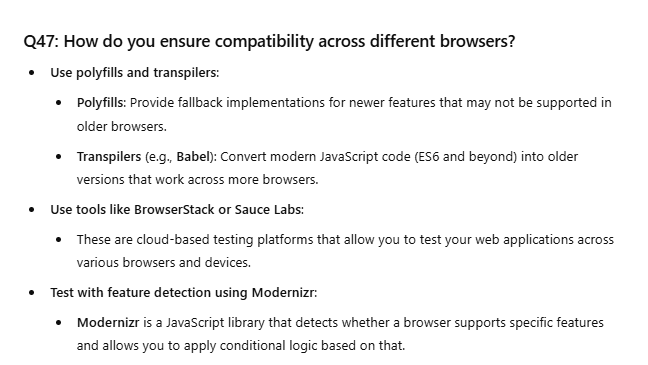 Q47: How do you ensure compatibility across different browsers?
• Use polyfills and transpilers:
• Polyfills: Provide fallback implementations for newer features that may not be supported in
older browsers.
• Transpilers (e.g., Babel): Convert modern JavaScript code (ES6 and beyond) into older
versions that work across more browsers.
• Use tools like BrowserStack or Sauce Labs:
• These are cloud-based testing platforms that allow you to test your web applications across
various browsers and devices.
• Test with feature detection using Modernizr:
• Modernizr is a JavaScript library that detects whether a browser supports specific features
and allows you to apply conditional logic based on that.